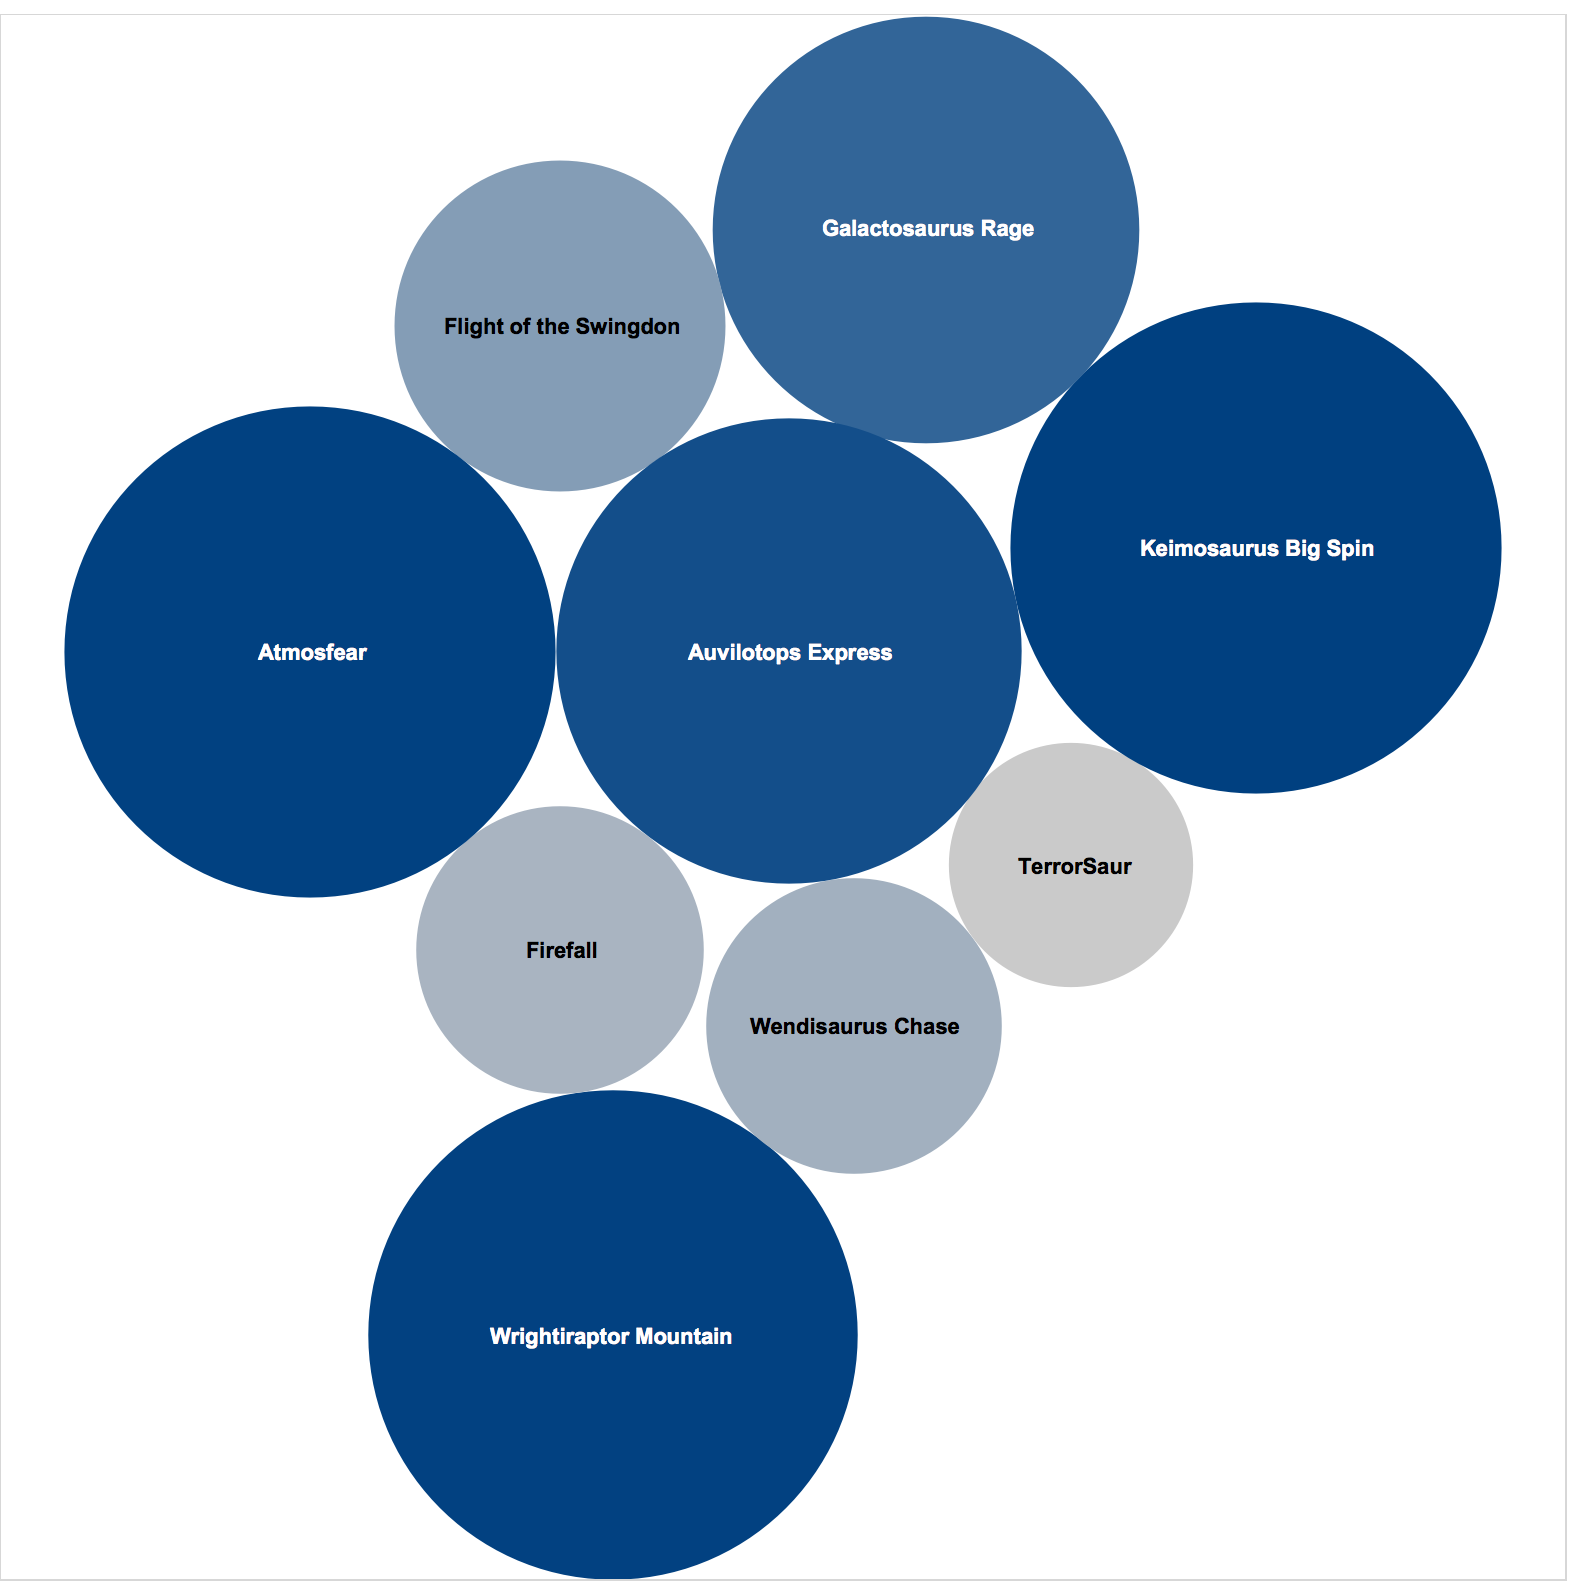 Galactosaurus Rage
Flight of the Swingdon
Keimosaurus Big Spin
Atmosfear
Auvilotops Express
TerrorSaur
Firefall
Wendisaurus Chase
Wrightiraptor Mountain